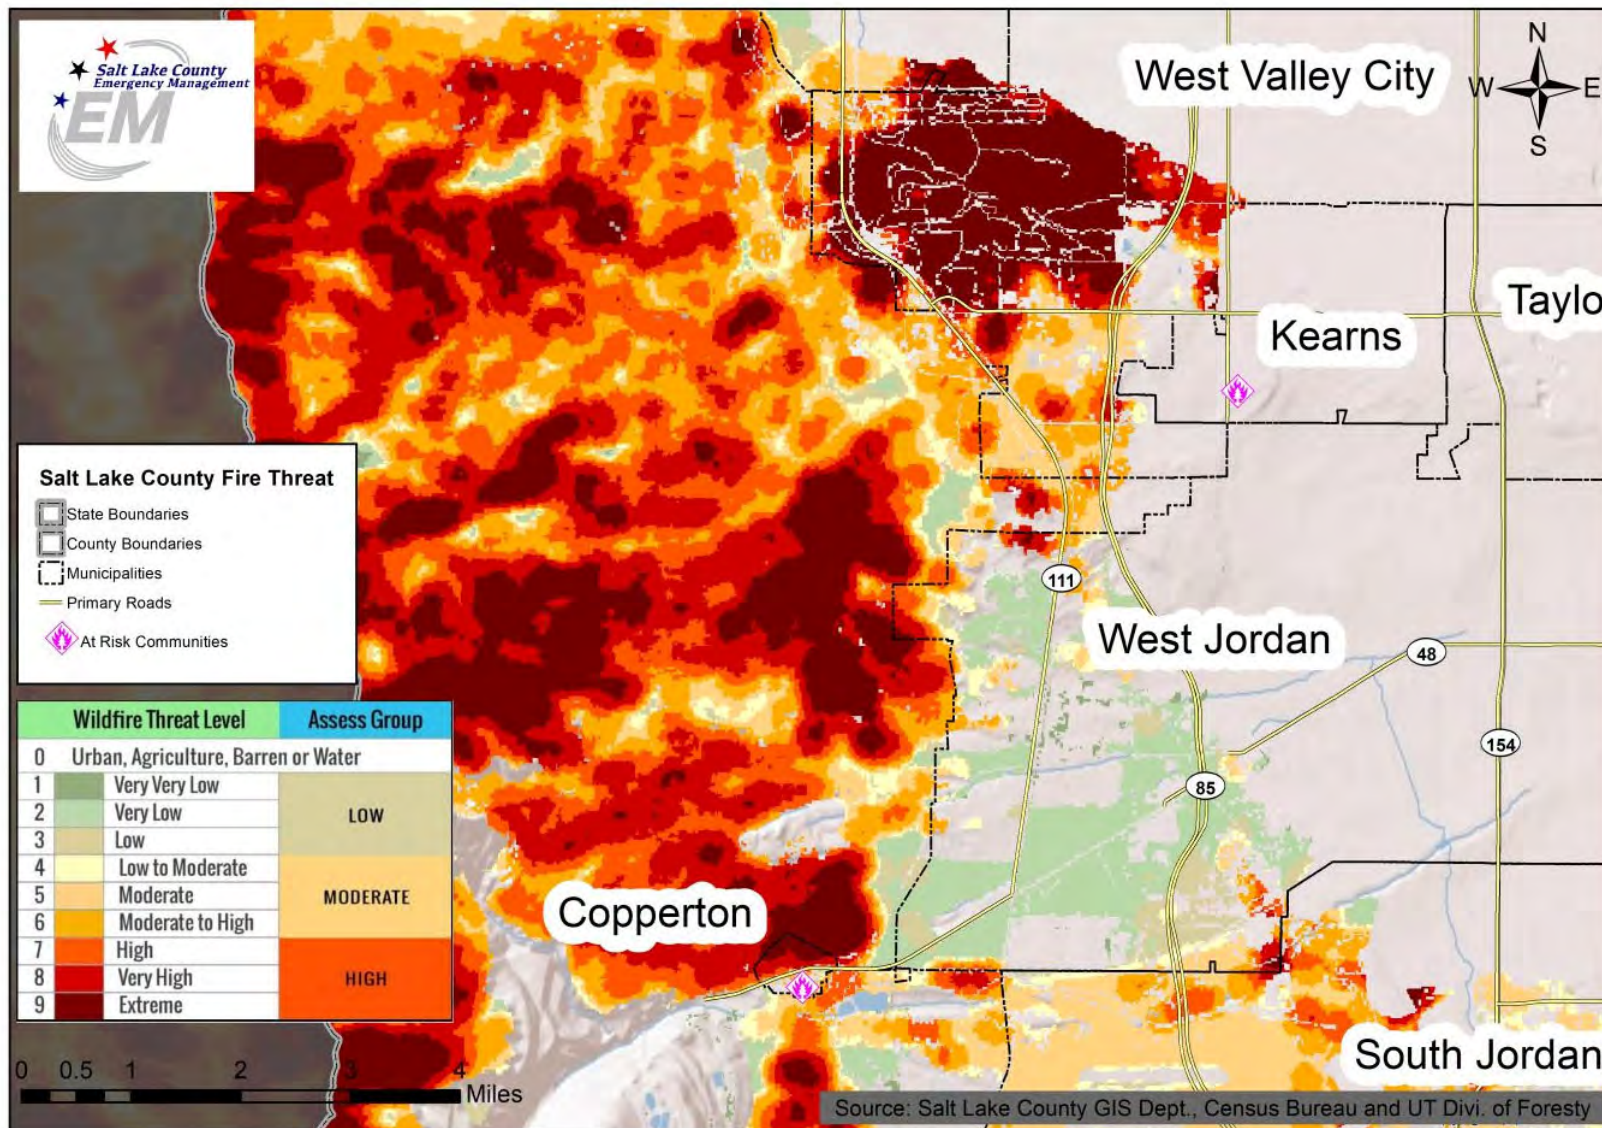 Salt Lake County
Emergency Management
EM
N
W E
S
West Valley City
Taylo
Kearns
111
West Jordan
48
154
85
Copperton
South Jordan
Salt Lake County Fire Threat
State Boundaries
County Boundaries
Municipalities
Primary Roads
At Risk Communities
Wildfire Threat Level Assess Group
0 Urban, Agriculture, Barren or Water
1 Very Very Low
2 Very Low
3 Low
LOW
4 Low to Moderate
5 Moderate
6 Moderate to High
MODERATE
7 High
8 Very High
9 Extreme
HIGH
0 0.5 1 2 3 4
Miles
Source: Salt Lake County GIS Dept., Census Bureau and UT Divi. of Foresty